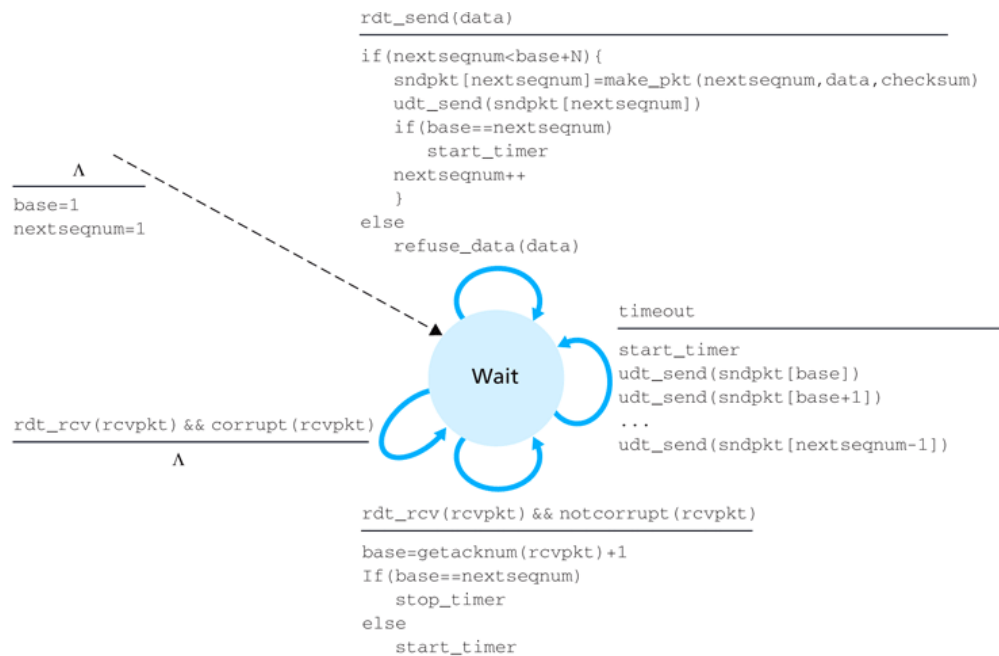 rdt_send(data)
if(nextseqnum<base+N){
sndpkt[nextseqnum]=make_pkt(nextseqnum,data,checksum)
udt_send(sndpkt[nextseqnum])
if(base==nextseqnum)
start_timer
nextseqnum++
}
else
refuse_data(data)
Λ
base=1
nextseqnum=1
Wait
timeout
start_timer
udt_send(sndpkt[base])
udt_send(sndpkt[base+1])
...
udt_send(sndpkt[nextseqnum-1])
rdt_rcv(rcvpkt) && corrupt(rcvpkt)
Λ
rdt_rcv(rcvpkt) && notcorrupt(rcvpkt)
base=getacknum(rcvpkt)+1
If(base==nextseqnum)
stop_timer
else
start_timer